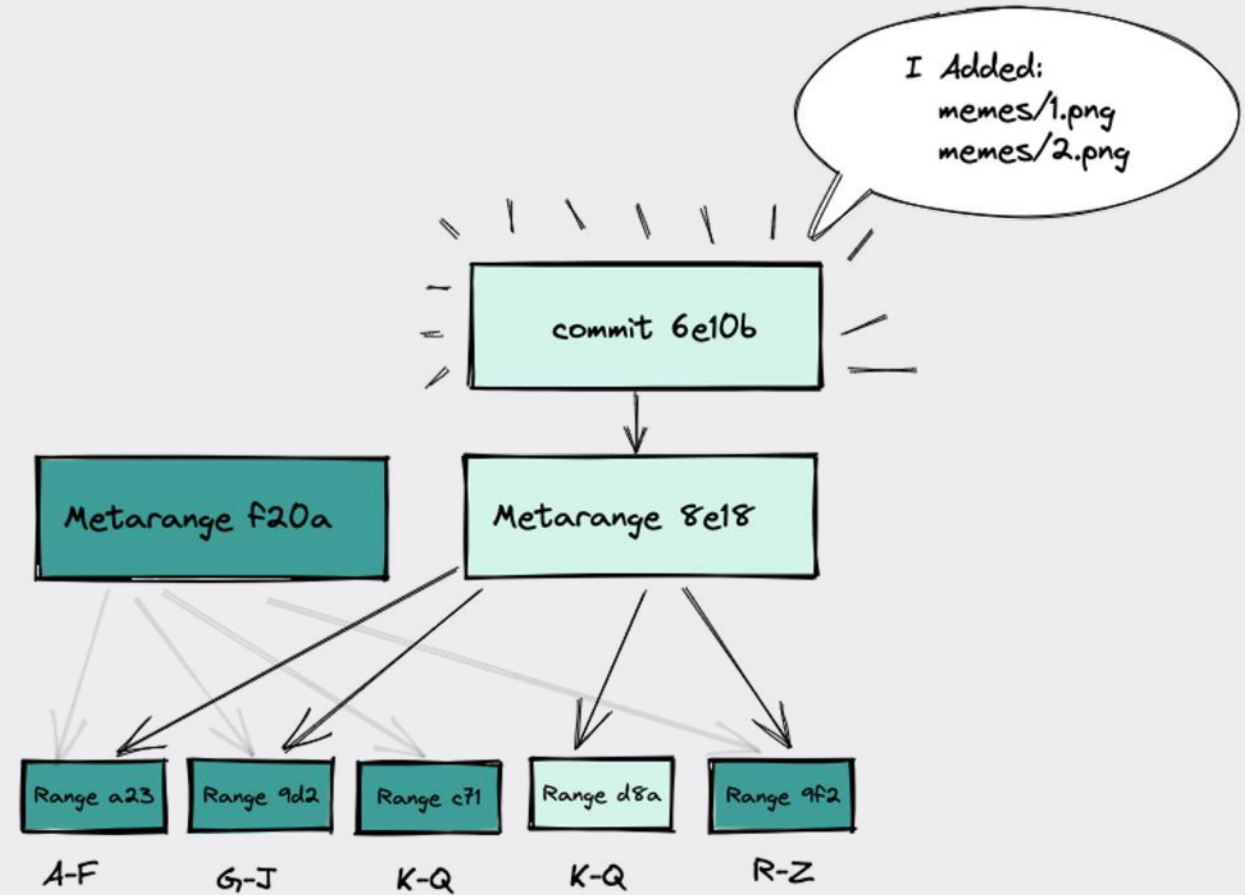 I Added:
memes/1.png
memes/2.png
commit 6e10b
Metarange f20a
Metarange 8e18
Range a23
Range 9d2
Range c71
Range d8a
Range 9f2
A-F
G-J
K-Q
K-Q
R-Z